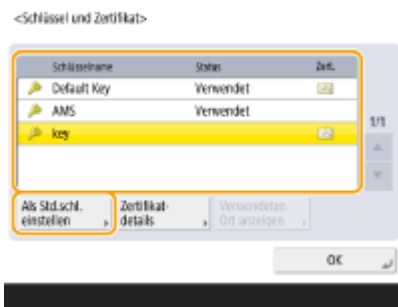 <Schlüssel und Zertifikat>
Schlüsselname Status Zert.
Default Key Verwendet
AMS Verwendet
key
1/1
Als Std.schl. einstellen
Zertifikat-details
Verwendeten Ort anzeigen
OK